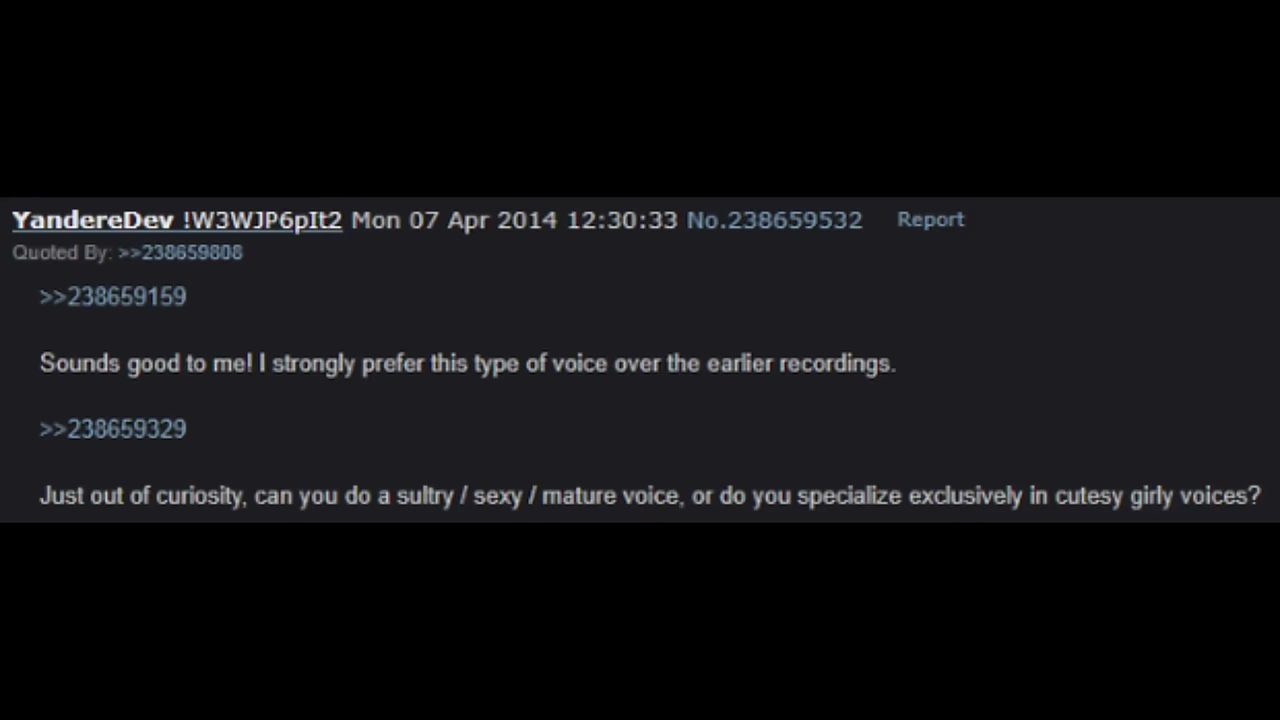 YandereDev !W3WJP6pIt2 Mon 07 Apr 2014 12:30:33 No.238659532 Report
Quoted By: >>238659808
>>238659159
Sounds good to me! I strongly prefer this type of voice over the earlier recordings.
>>238659329
Just out of curiosity, can you do a sultry / sexy / mature voice, or do you specialize exclusively in cutesy girly voices?